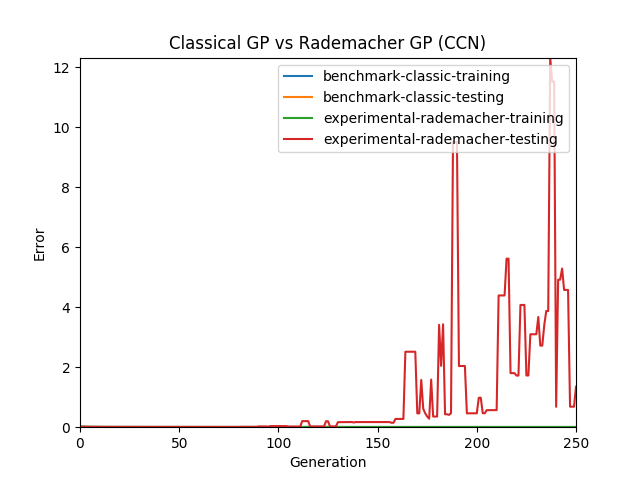 Classical GP vs Rademacher GP (CCN)
benchmark-classic-training
benchmark-classic-testing
experimental-rademacher-training
experimental-rademacher-testing
12
10
8
6
4
2
0
Error
0 50 100 150 200 250
Generation